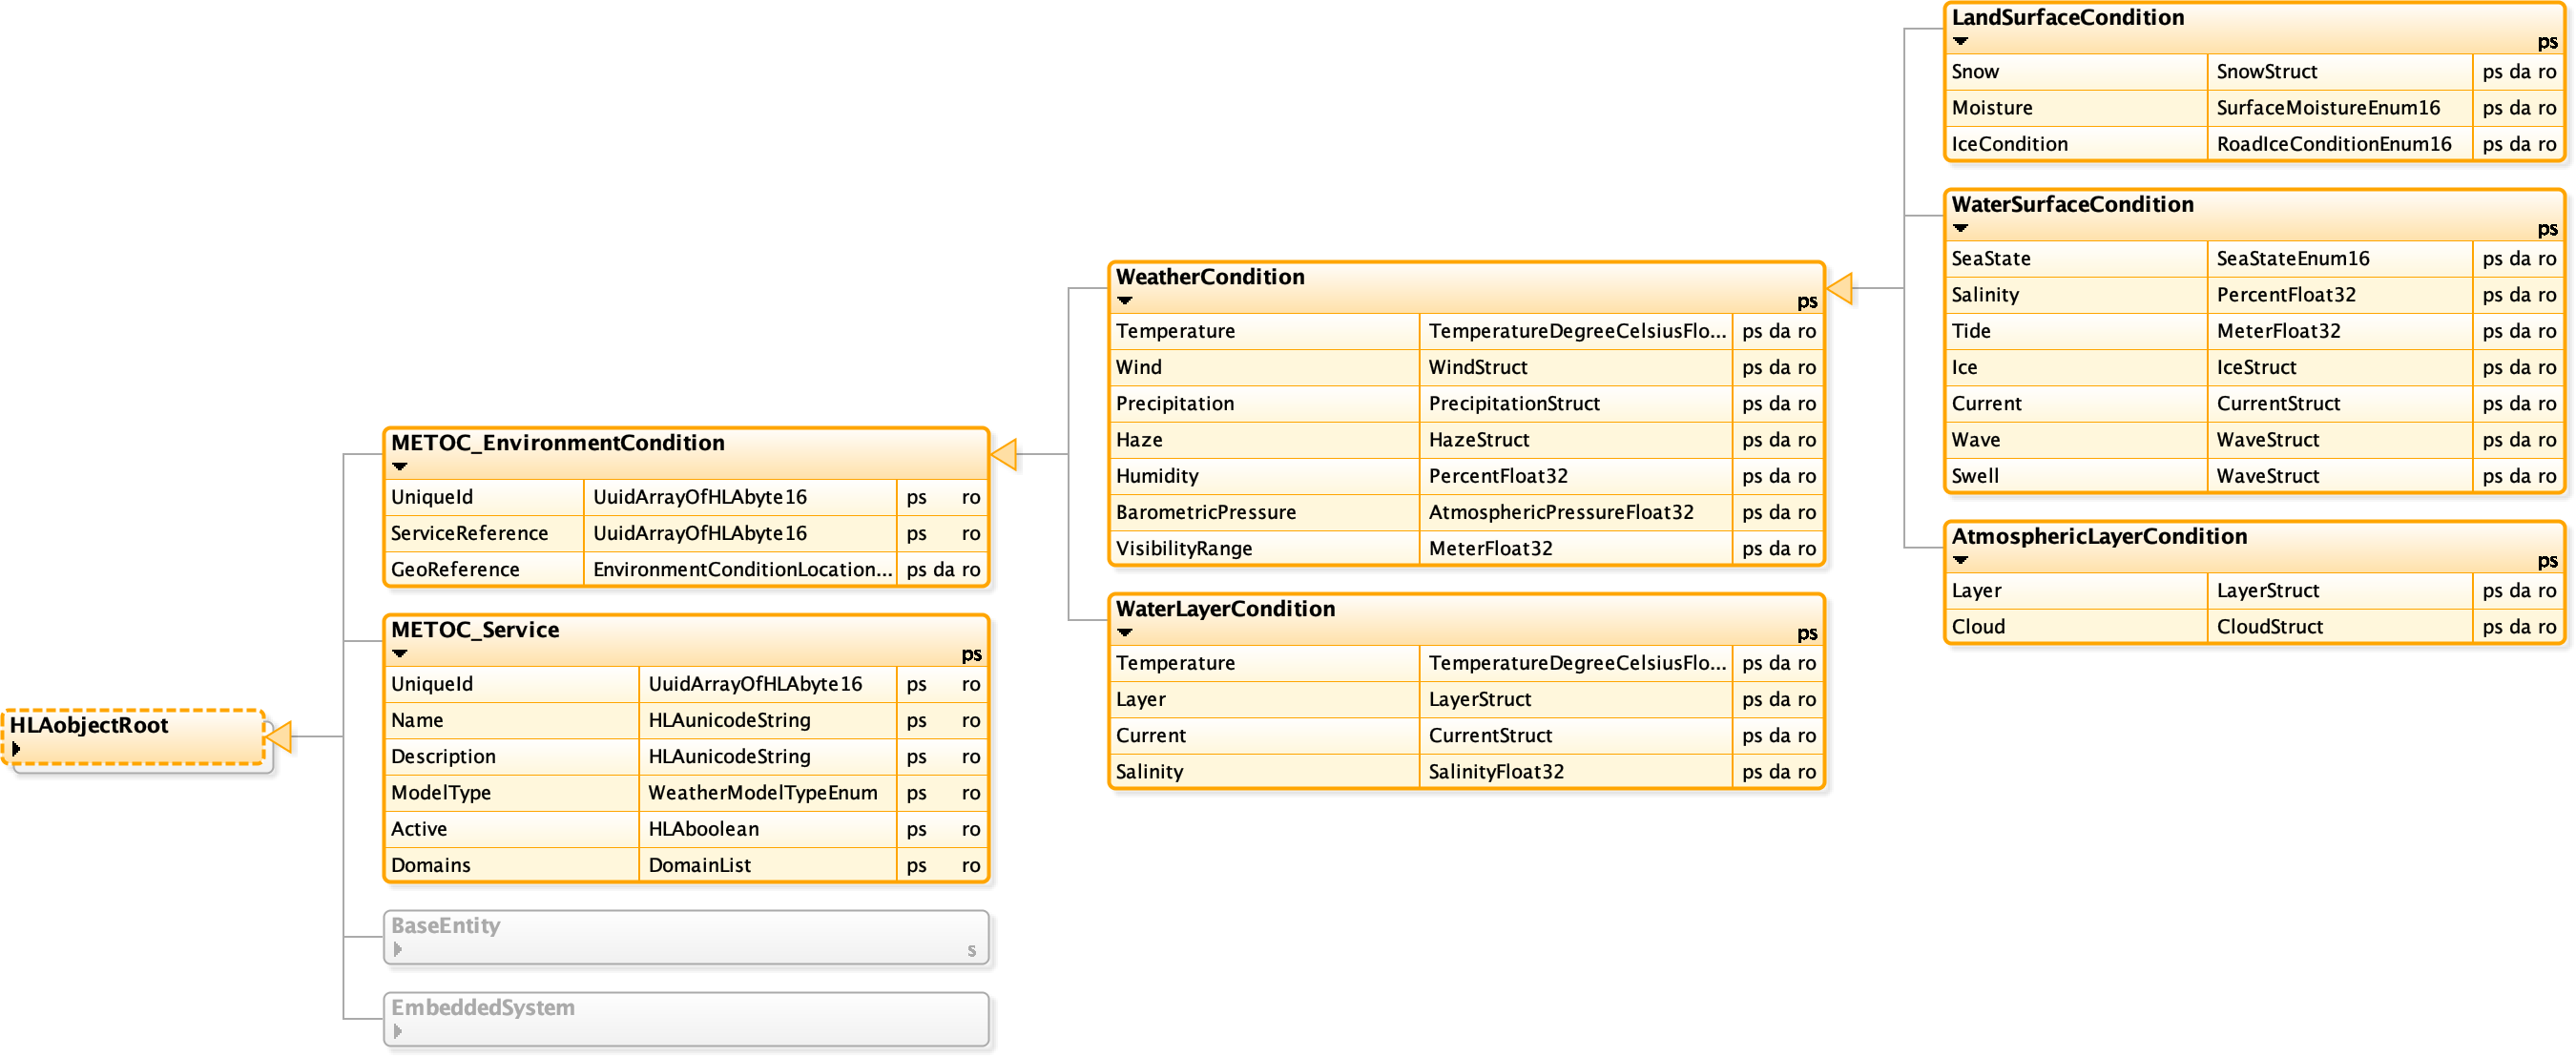 HLAobjectRoot
METOC_EnvironmentCondition
UniqueId UuidArrayOfHLAbyte16 ps ro
ServiceReference UuidArrayOfHLAbyte16 ps ro
GeoReference EnvironmentConditionLocation... ps da ro
METOC_Service
ps
UniqueId UuidArrayOfHLAbyte16 ps ro
Name HLAunicodeString ps ro
Description HLAunicodeString ps ro
ModelType WeatherModelTypeEnum ps ro
Active HLAboolean ps ro
Domains DomainList ps ro
BaseEntity
s
EmbeddedSystem
WeatherCondition
ps
Temperature TemperatureDegreeCelsiusFlo... ps da ro
Wind WindStruct ps da ro
Precipitation PrecipitationStruct ps da ro
Haze HazeStruct ps da ro
Humidity PercentFloat32 ps da ro
BarometricPressure AtmosphericPressureFloat32 ps da ro
VisibilityRange MeterFloat32 ps da ro
WaterLayerCondition
ps
Temperature TemperatureDegreeCelsiusFlo... ps da ro
Layer LayerStruct ps da ro
Current CurrentStruct ps da ro
Salinity SalinityFloat32 ps da ro
LandSurfaceCondition
ps
Snow SnowStruct ps da ro
Moisture SurfaceMoistureEnum16 ps da ro
IceCondition RoadIceConditionEnum16 ps da ro
WaterSurfaceCondition
ps
SeaState SeaStateEnum16 ps da ro
Salinity PercentFloat32 ps da ro
Tide MeterFloat32 ps da ro
Ice IceStruct ps da ro
Current CurrentStruct ps da ro
Wave WaveStruct ps da ro
Swell WaveStruct ps da ro
AtmosphericLayerCondition
ps
Layer LayerStruct ps da ro
Cloud CloudStruct ps da ro